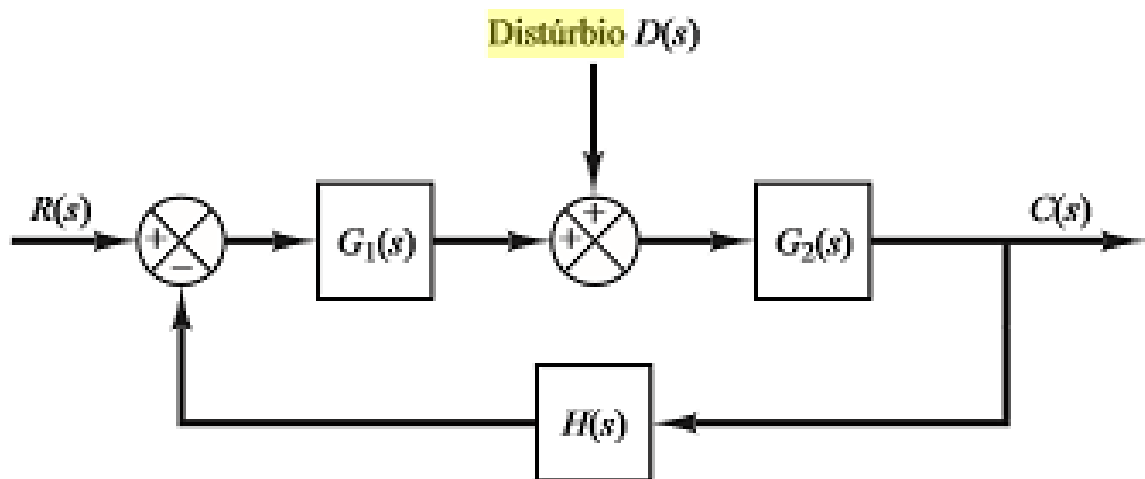 Distúrbio D(s)
R(s)
+
−
G₁(s)
+
+
G₂(s)
C(s)
H(s)